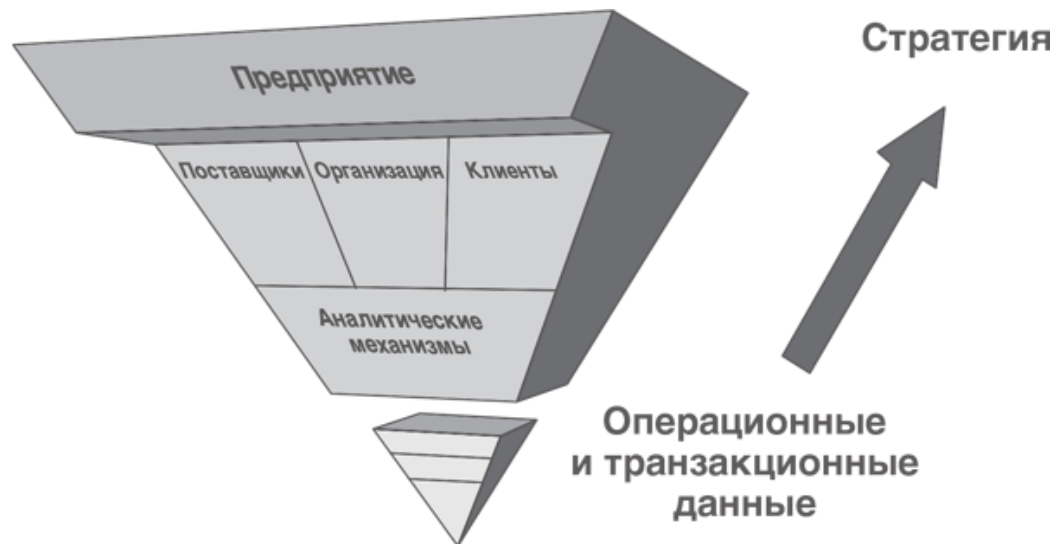 Стратегия
Предприятие
Поставщики
Организация
Клиенты
Аналитические
механизмы
Операционные
и транзакционные
данные